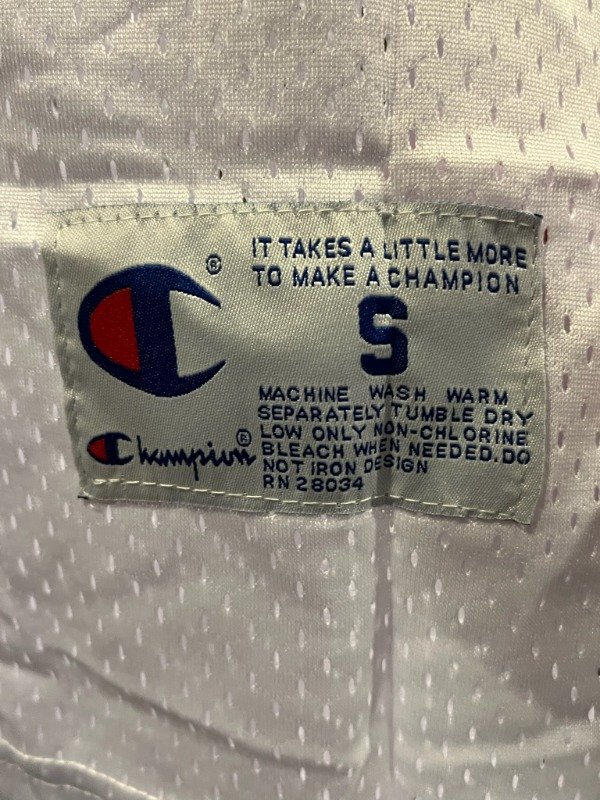 ®
IT TAKES A LITTLE MORE
TO MAKE A CHAMPION
S
Champion®
MACHINE WASH WARM
SEPARATELY TUMBLE DRY
LOW ONLY NON-CHLORINE
BLEACH WHEN NEEDED. DO
NOT IRON DESIGN
RN 28034